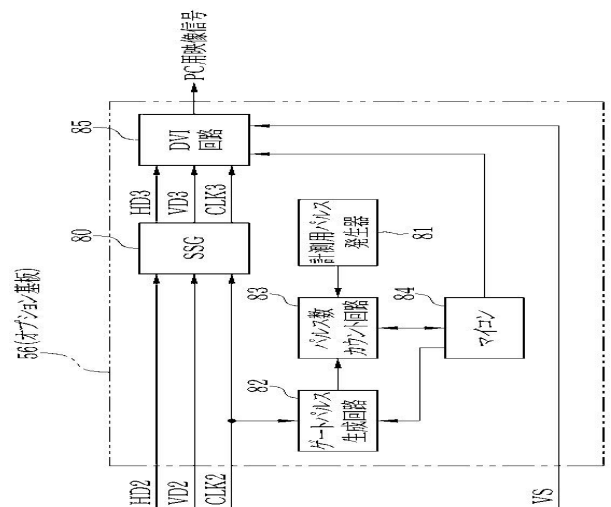 56(オプション基板)
HD2
VD2
CLK2
VS
80
SSG
HD3
VD3
CLK3
85
DVI
回路
PC用映像信号
82
ゲートパルス
生成回路
83
パルス数
カウント回路
計測用パルス
発生器
81
84
マイコン